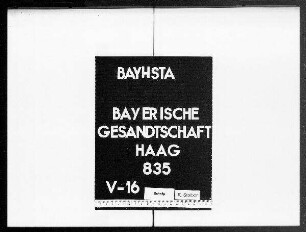 BAYHSTA
BAYERISCHE
GESANDTSCHAFT
HAAG
835
V-16